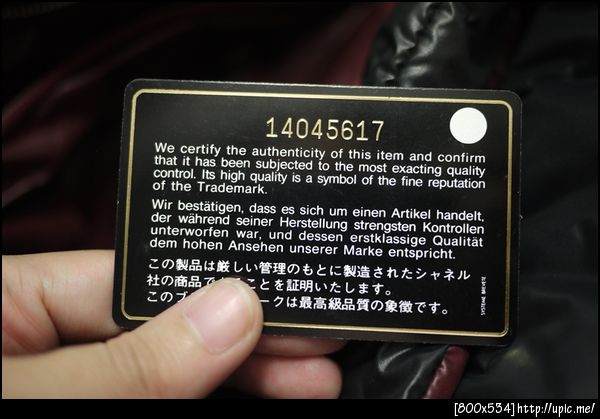 14045617
We certify the authenticity of this item and confirm
that it has been subjected to the most exacting quality
control. Its high quality is a symbol of the fine reputation
of the Trademark.
Wir bestätigen, dass es sich um einen Artikel handelt,
der während seiner Herstellung strengsten Kontrollen
unterworfen war, und dessen erstklassige Qualität
dem hohen Ansehen unserer Marke entspricht.
この製品は厳しい管理のもとに製造されたシャネル
社の商品で ことを証明いたします。
このブ ークは最高級品質の象徴です。
SYSTEME BREVETE
[800x534]http://upic.me/